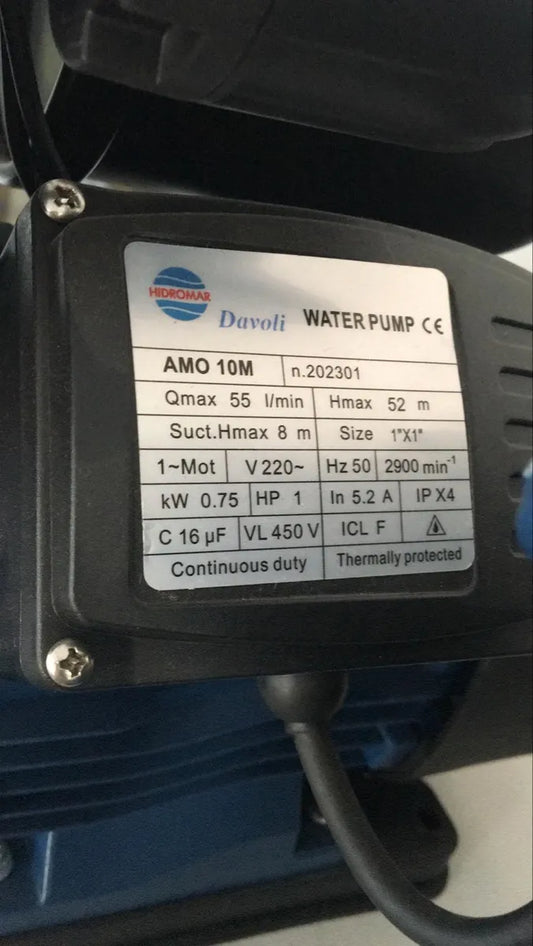 HIDROMAR
Davoli WATER PUMP CE
AMO 10M n.202301
Qmax 55 l/min Hmax 52 m
Suct.Hmax 8 m Size 1"X1"
1~Mot V 220~ Hz 50 2900 min⁻¹
kW 0.75 HP 1 In 5.2 A IP X4
C 16 µF VL 450 V ICL F
Continuous duty Thermally protected